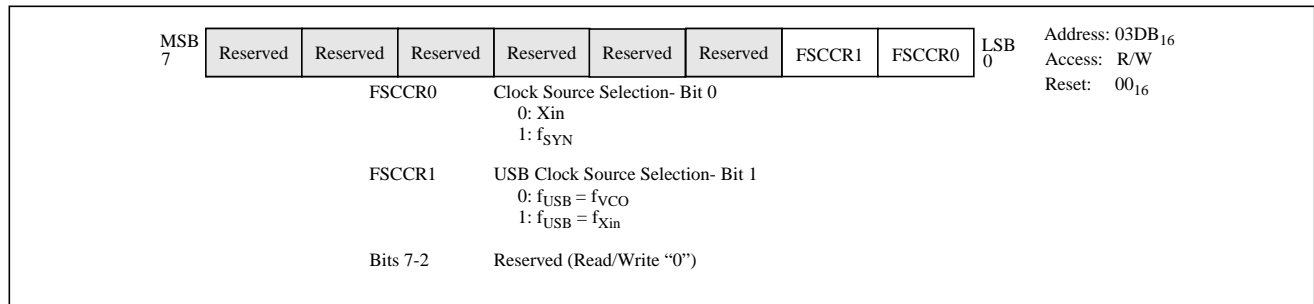 MSB Reserved Reserved Reserved Reserved Reserved Reserved FSCCR1 FSCCR0 LSB Address: 03DB16
7 0 Access: R/W
Reset: 0016
FSCCR0 Clock Source Selection- Bit 0
0: Xin
1: fSYN
FSCCR1 USB Clock Source Selection- Bit 1
0: fUSB = fVCO
1: fUSB = fXin
Bits 7-2 Reserved (Read/Write “0”)